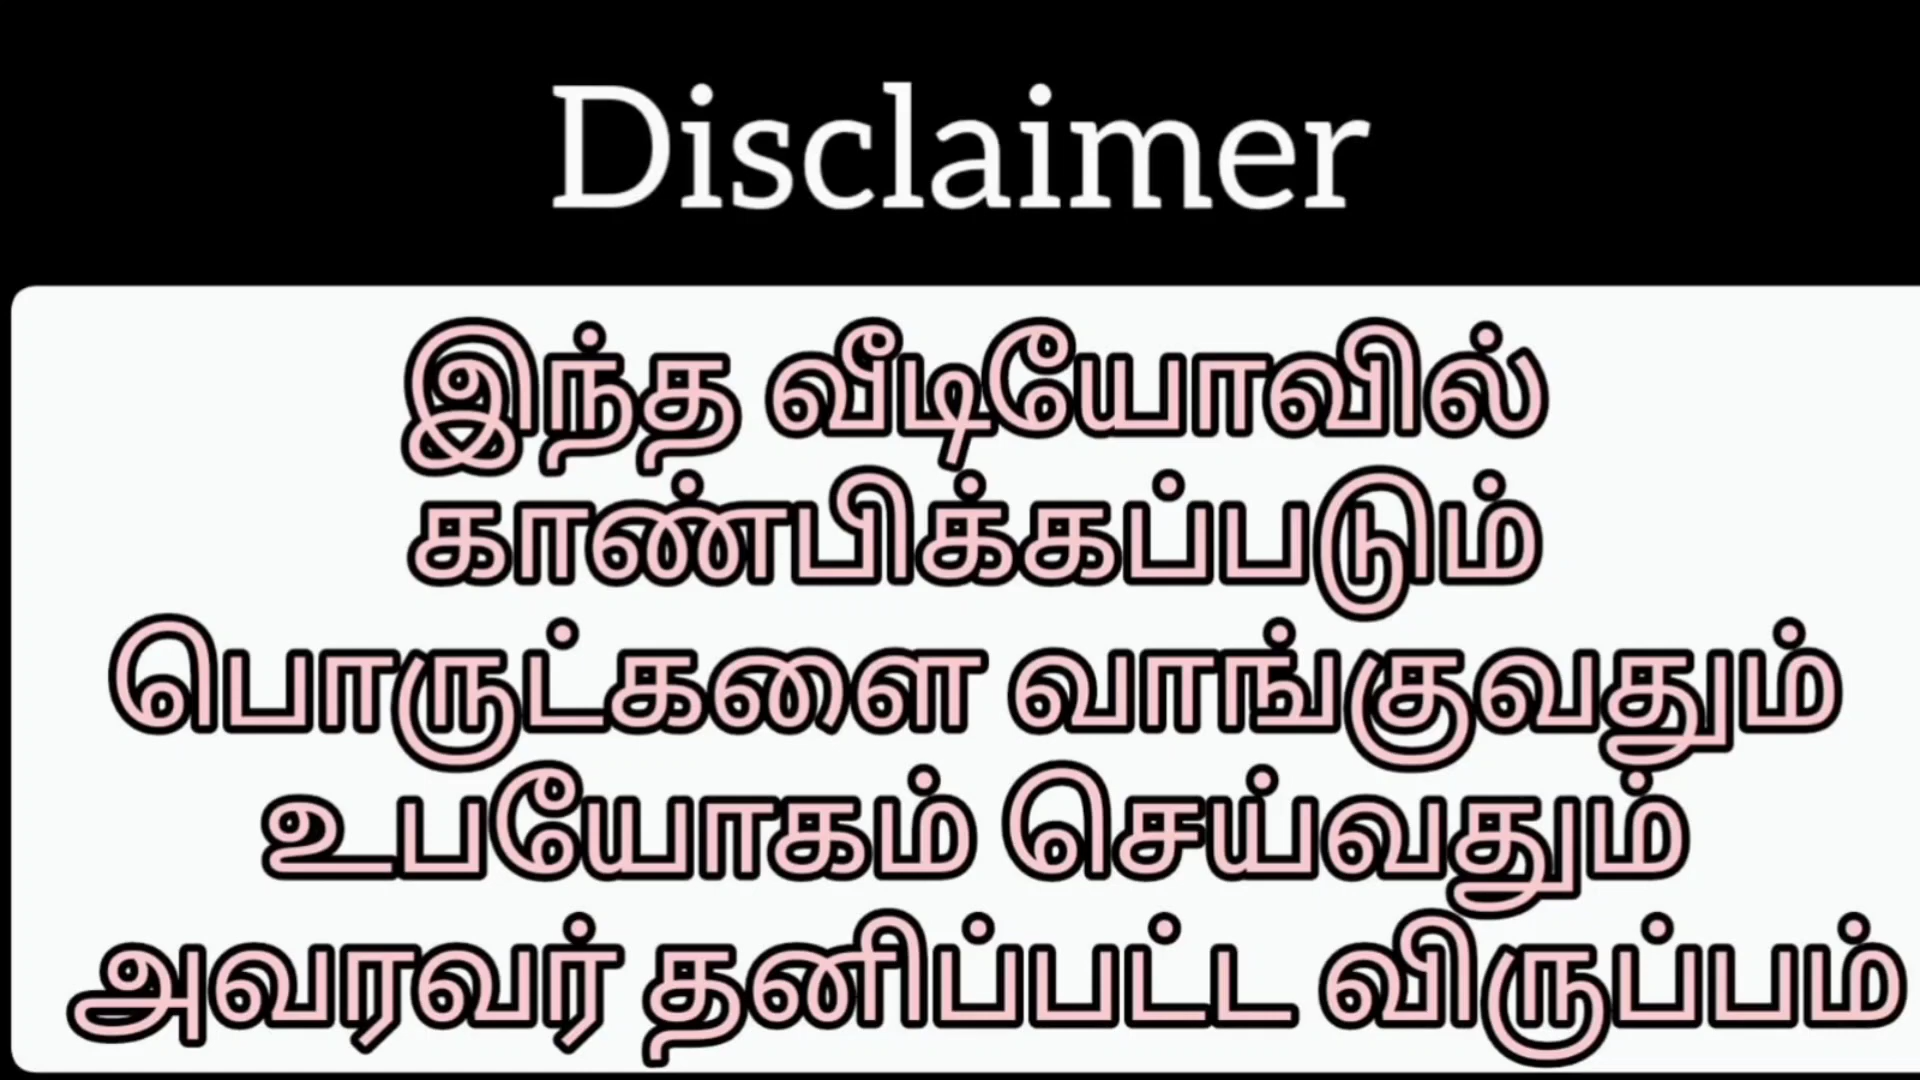 Disclaimer
இந்த வீடியோவில்
காண்பிக்கப்படும்
பொருட்களை வாங்குவதும்
உபயோகம் செய்வதும்
அவரவர் தனிப்பட்ட விருப்பம்